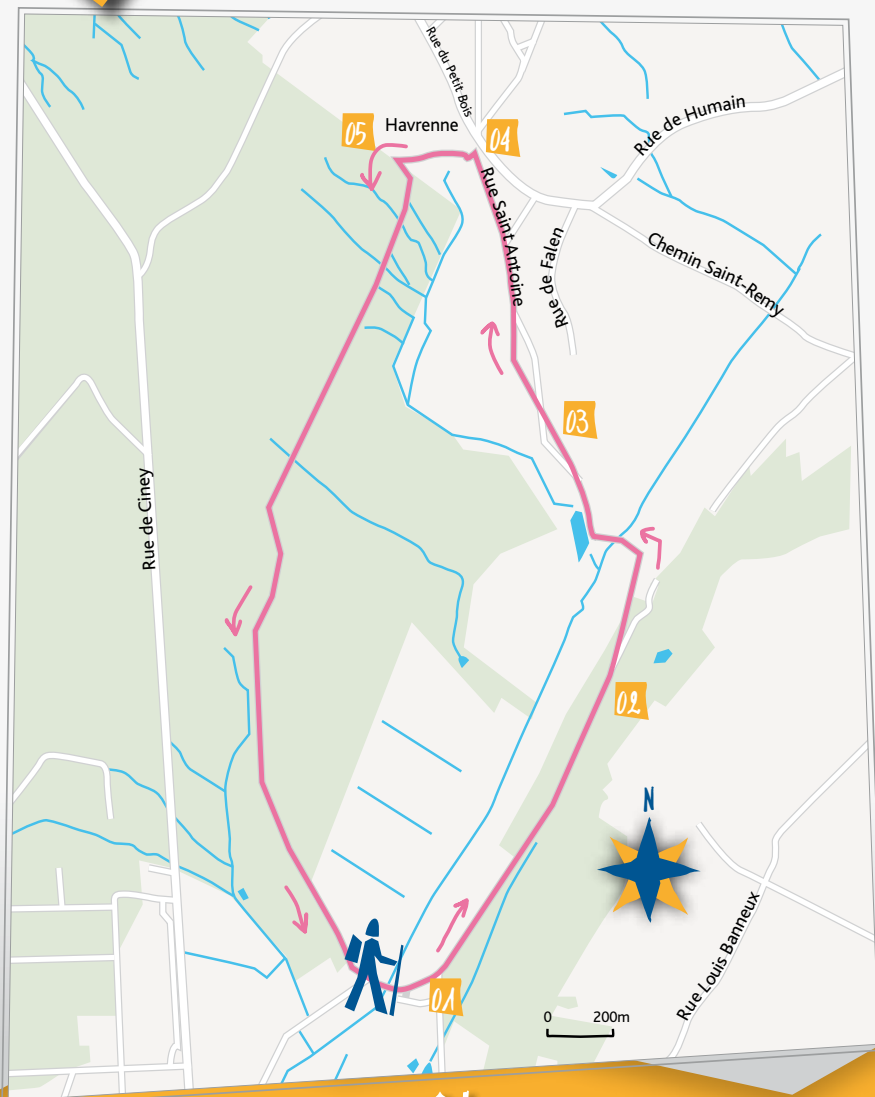 Rue du Petit Bois
05
Havrenne
04
Rue de Humain
Rue Saint Antoine
Rue de Falen
Chemin Saint-Remy
03
Rue de Ciney
02
N
Rue Louis Banneux
01
0 200m